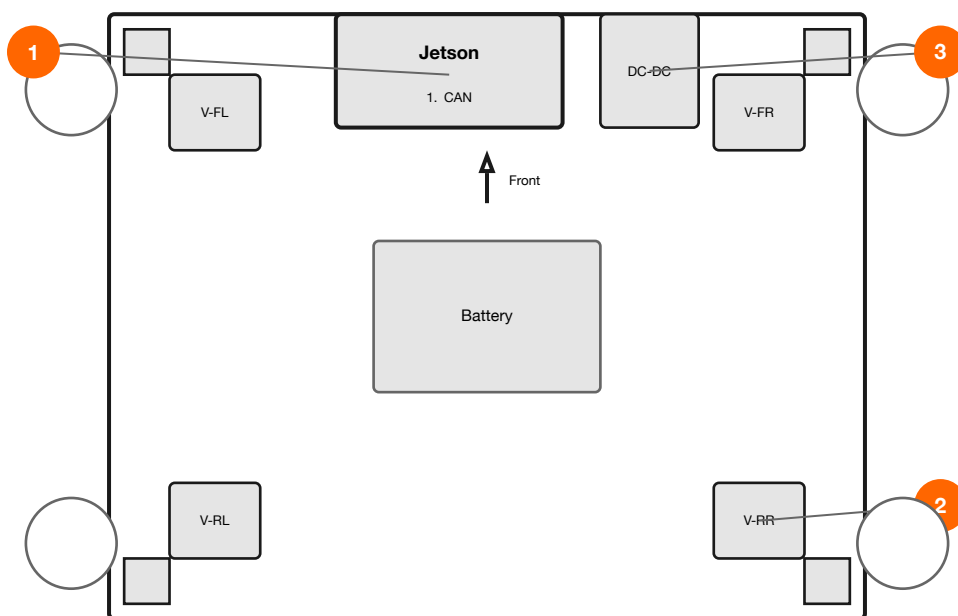 1
Jetson
1. CAN
DC-DC
3
V-FL
V-FR
Front
Battery
V-RL
V-RR
2